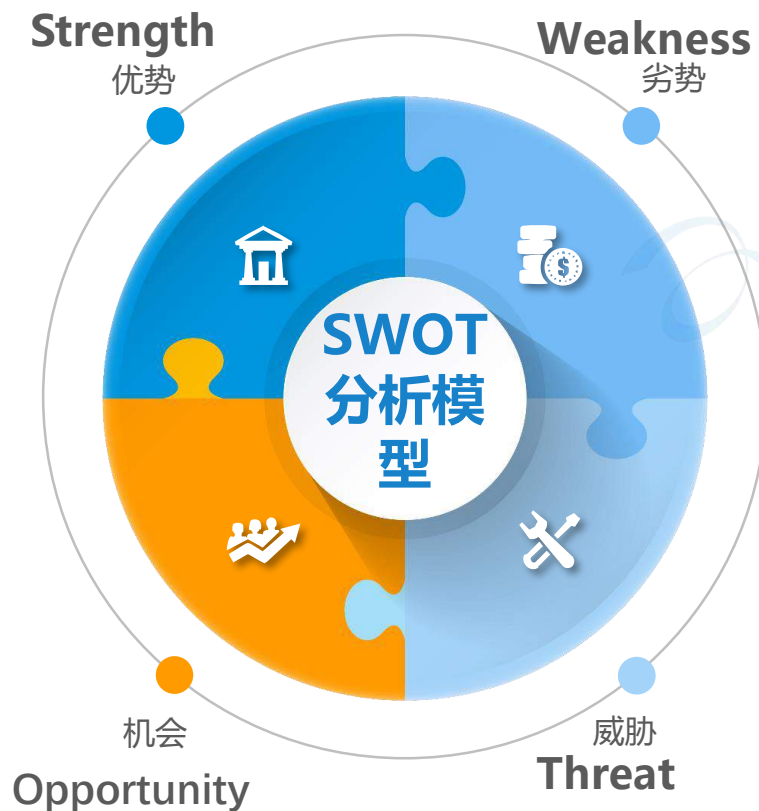 Strength
优势
Weakness
劣势
SWOT
分析模
型
机会
Opportunity
威胁
Threat